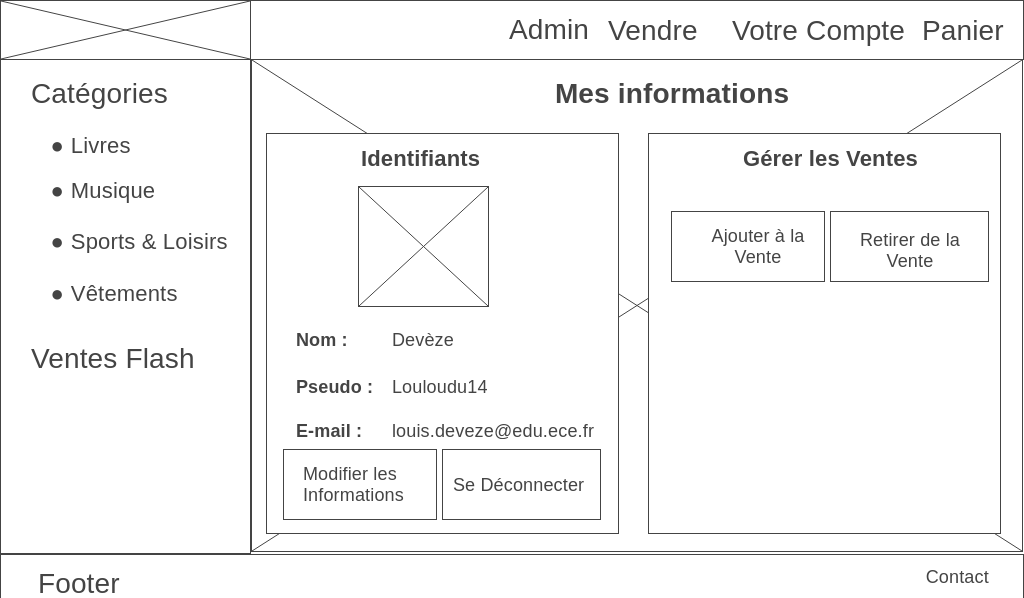 Admin Vendre Votre Compte Panier
Catégories
● Livres
● Musique
● Sports & Loisirs
● Vêtements
Ventes Flash
Mes informations
Identifiants
Nom : Devèze
Pseudo : Louloudu14
E-mail : louis.deveze@edu.ece.fr
Modifier les
Informations
Se Déconnecter
Gérer les Ventes
Ajouter à la
Vente
Retirer de la
Vente
Footer
Contact